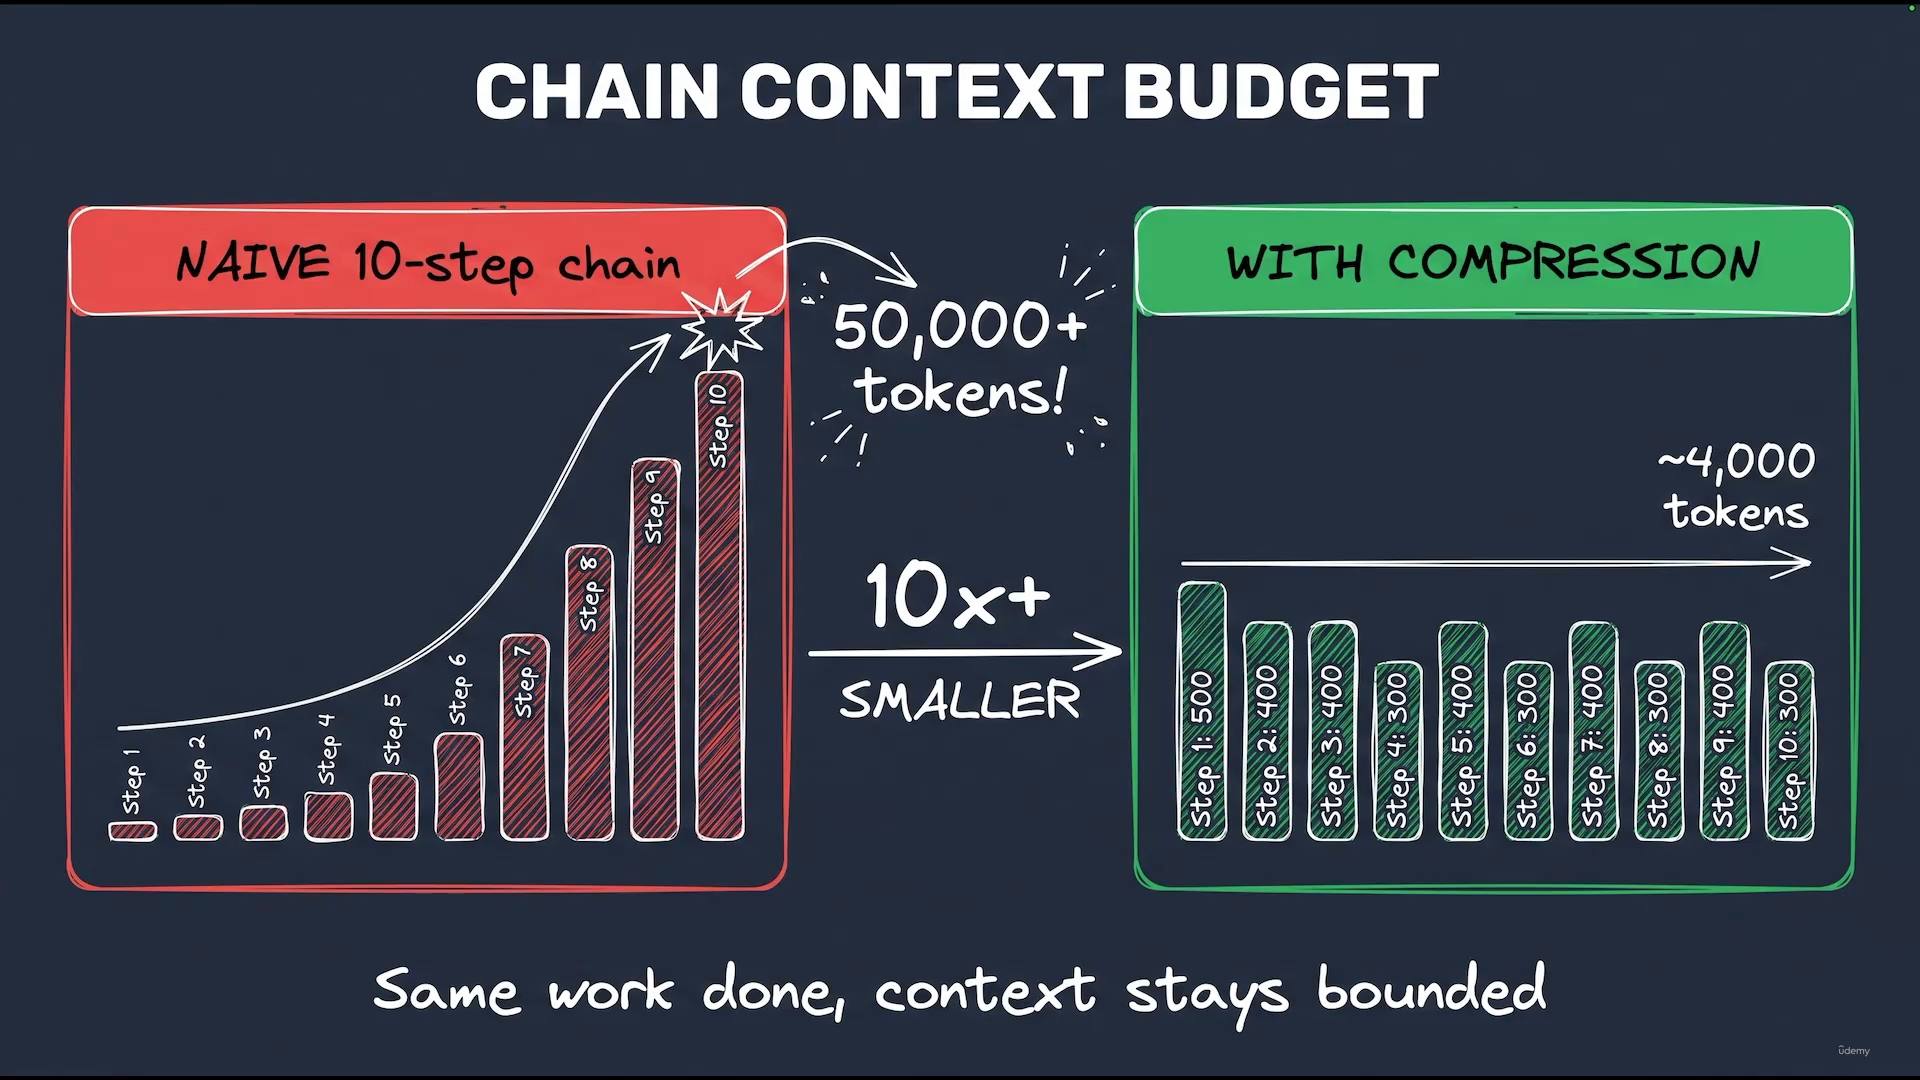 CHAIN CONTEXT BUDGET
NAIVE 10-step chain
step 1
step 2
step 3
step 4
step 5
step 6
step 7
step 8
step 9
step 10
50,000+
tokens!
10x+
SMALLER
WITH COMPRESSION
~4,000
tokens
step 1: 500
step 2: 400
step 3: 400
step 4: 300
step 5: 400
step 6: 300
step 7: 400
step 8: 300
step 9: 400
step 10: 300
Same work done, context stays bounded
udemy